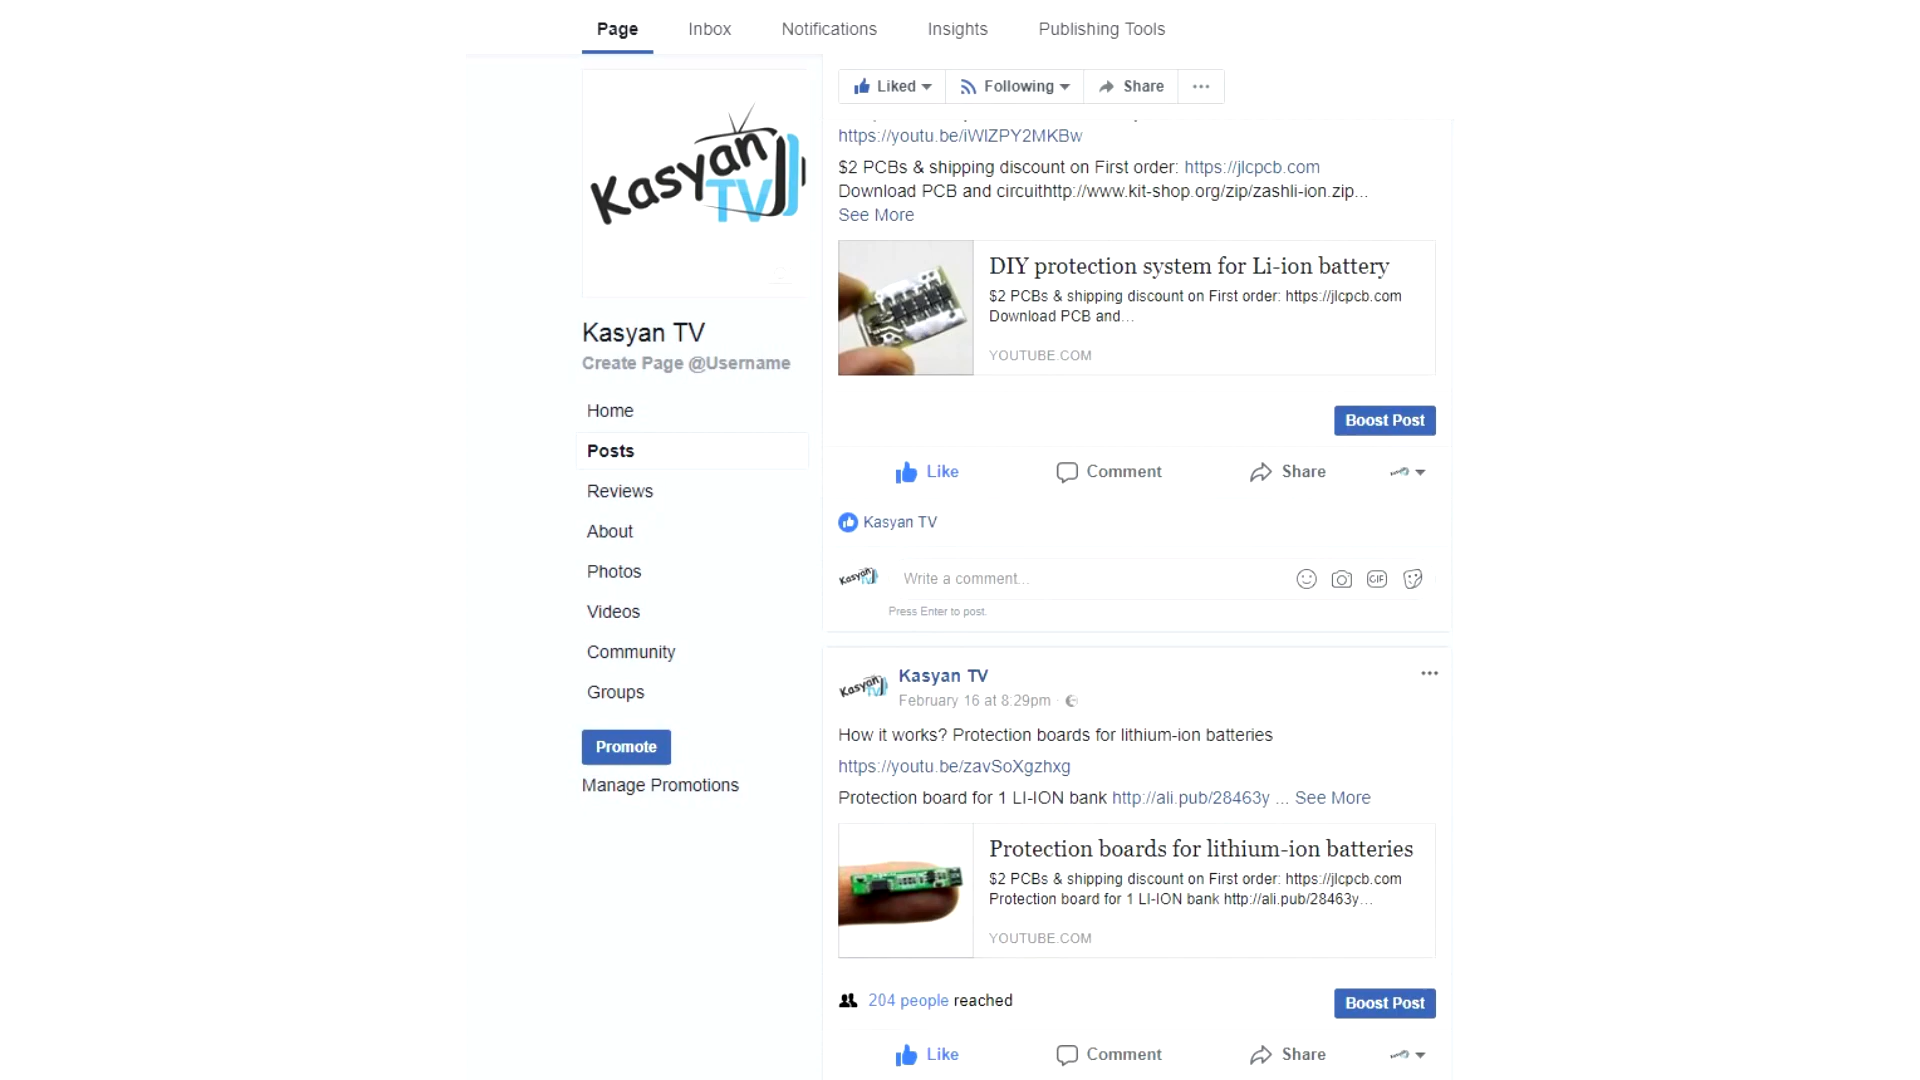 Page
Inbox
Notifications
Insights
Publishing Tools
Kasyan
TV
Kasyan TV
Create Page @Username
Home
Posts
Reviews
About
Photos
Videos
Community
Groups
Promote
Manage Promotions
Liked
Following
Share
https://youtu.be/iWIZPY2MKBw
$2 PCBs & shipping discount on First order: https://jlcpcb.com
Download PCB and circuithttp://www.kit-shop.org/zip/zashli-ion.zip...
See More
DIY protection system for Li-ion battery
$2 PCBs & shipping discount on First order: https://jlcpcb.com
Download PCB and...
YOUTUBE.COM
Boost Post
Like
Comment
Share
Kasyan TV
Kasyan
TV
Write a comment...
GIF
Press Enter to post.
Kasyan
TV
Kasyan TV
February 16 at 8:29pm ·
How it works? Protection boards for lithium-ion batteries
https://youtu.be/zavSoXgzhxg
Protection board for 1 LI-ION bank http://ali.pub/28463y ... See More
Protection boards for lithium-ion batteries
$2 PCBs & shipping discount on First order: https://jlcpcb.com
Protection board for 1 LI-ION bank http://ali.pub/28463y...
YOUTUBE.COM
204 people reached
Boost Post
Like
Comment
Share